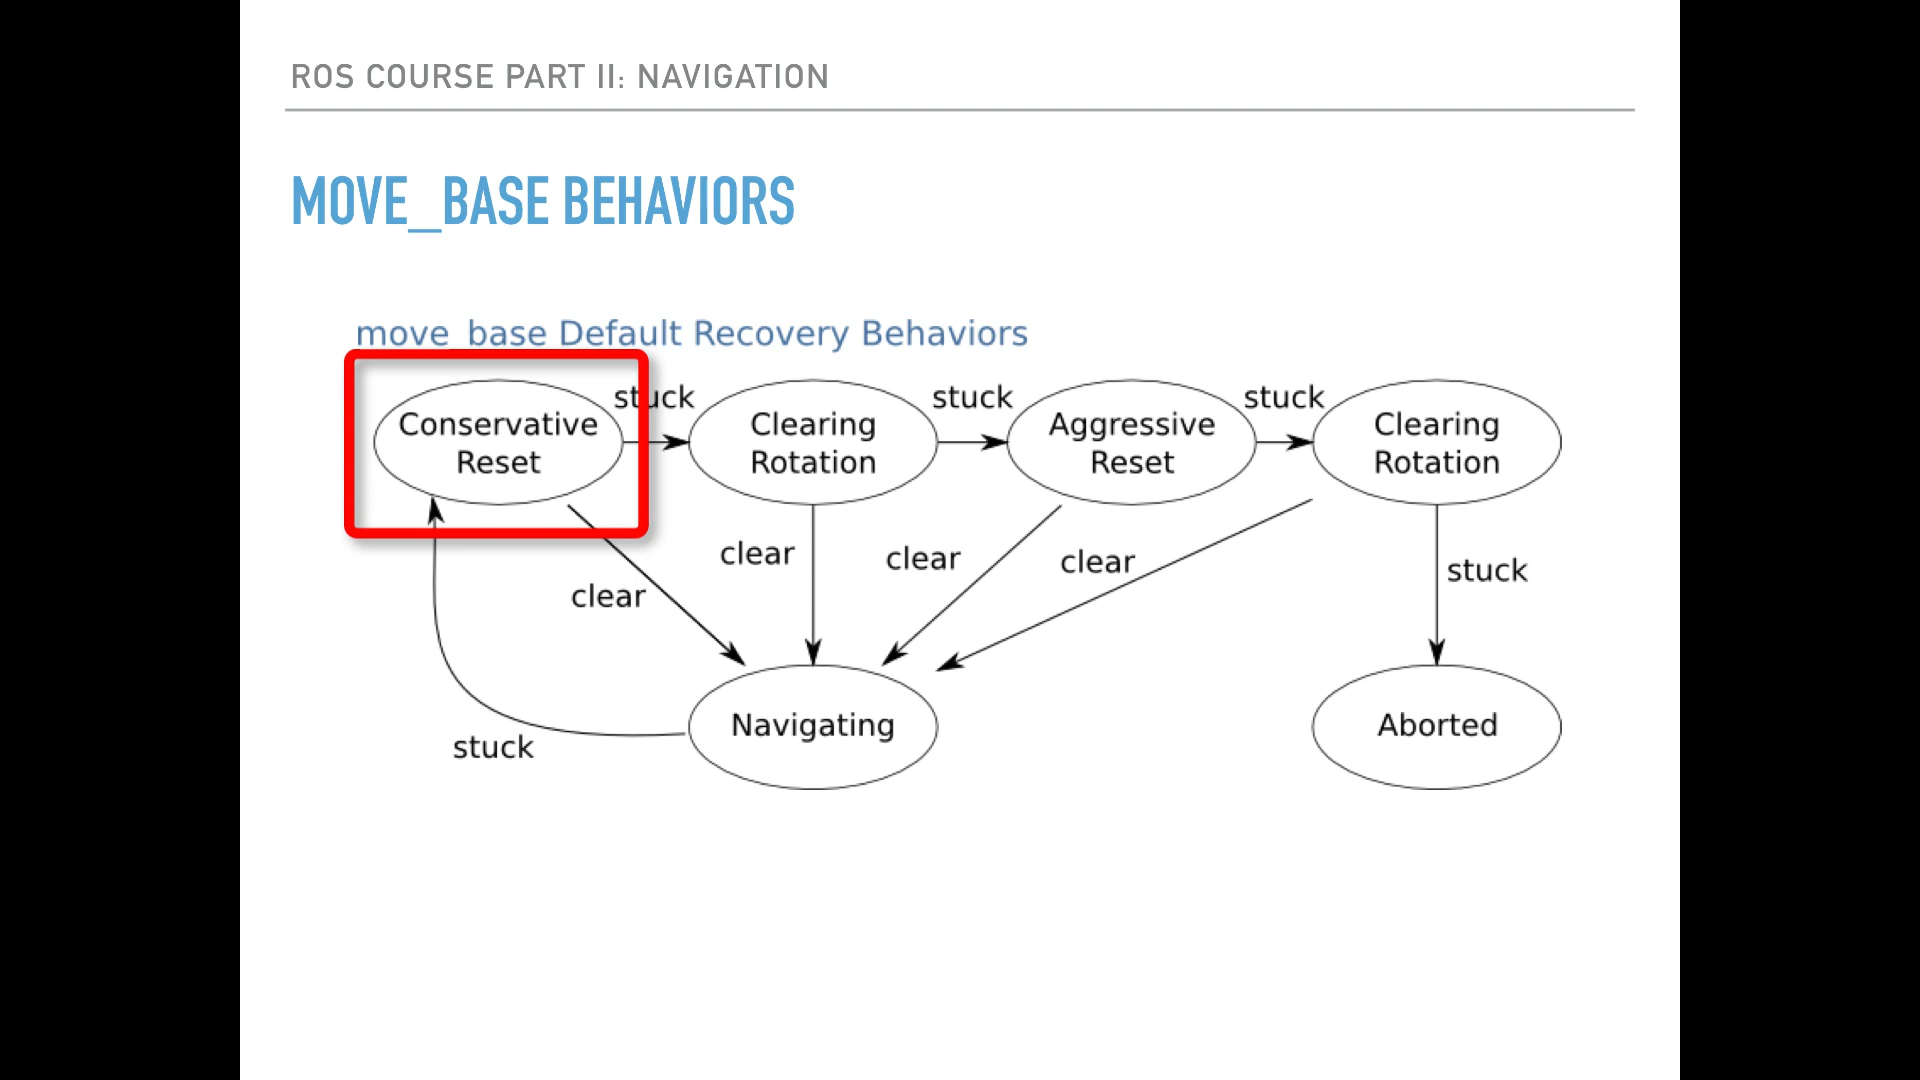 ROS COURSE PART II: NAVIGATION
MOVE_BASE BEHAVIORS
move_base Default Recovery Behaviors
Conservative
Reset
stuck
Clearing
Rotation
stuck
Aggressive
Reset
stuck
Clearing
Rotation
clear
clear
clear
clear
stuck
stuck
Navigating
Aborted